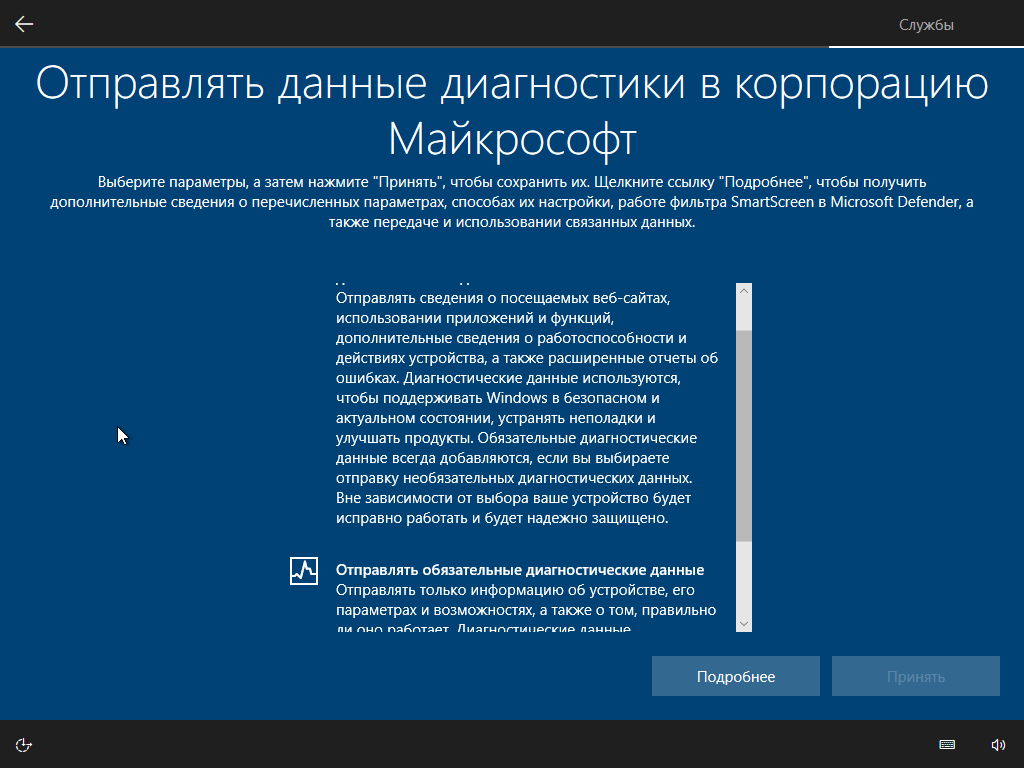 Службы
Отправлять данные диагностики в корпорацию
Майкрософт
Выберите параметры, а затем нажмите "Принять", чтобы сохранить их. Щелкните ссылку "Подробнее", чтобы получить
дополнительные сведения о перечисленных параметрах, способах их настройки, работе фильтра SmartScreen в Microsoft Defender, а
также передаче и использовании связанных данных.
Отправлять сведения о посещаемых веб-сайтах,
использовании приложений и функций,
дополнительные сведения о работоспособности и
действиях устройства, а также расширенные отчеты об
ошибках. Диагностические данные используются,
чтобы поддерживать Windows в безопасном и
актуальном состоянии, устранять неполадки и
улучшать продукты. Обязательные диагностические
данные всегда добавляются, если вы выбираете
отправку необязательных диагностических данных.
Вне зависимости от выбора ваше устройство будет
исправно работать и будет надежно защищено.
Отправлять обязательные диагностические данные
Отправлять только информацию об устройстве, его
параметрах и возможностях, а также о том, правильно
ли оно работает. Диагностические данные
Подробнее
Принять